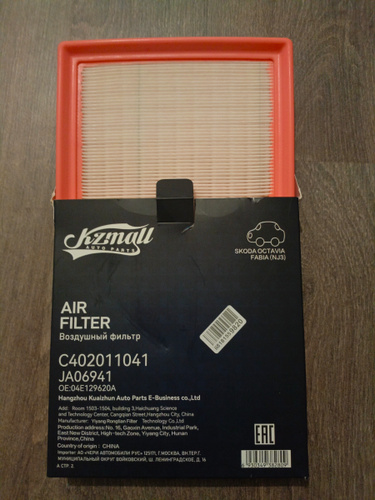 Kzmall
AUTO PARTS
SKODA OCTAVIA
FABIA (NJ3)
AIR
FILTER
Воздушный фильтр
C402011041
JA06941
OE:04E129620A
Hangzhou Kuaizhun Auto Parts E-Business co.,Ltd
Add: Room 1503-1504, building 3,Haichuang Science
and Technology Center, Cangqian Street,Hangzhou City, China
Manufacturer: Yiyang Rongtian Filter Technology Co.,Ltd
Production address: No. 16, Gaoxin Avenue, Industrial Park,
East New District, High-tech Zone, Yiyang City, Hunan
Province,China
Country of origin: CHINA
EAC